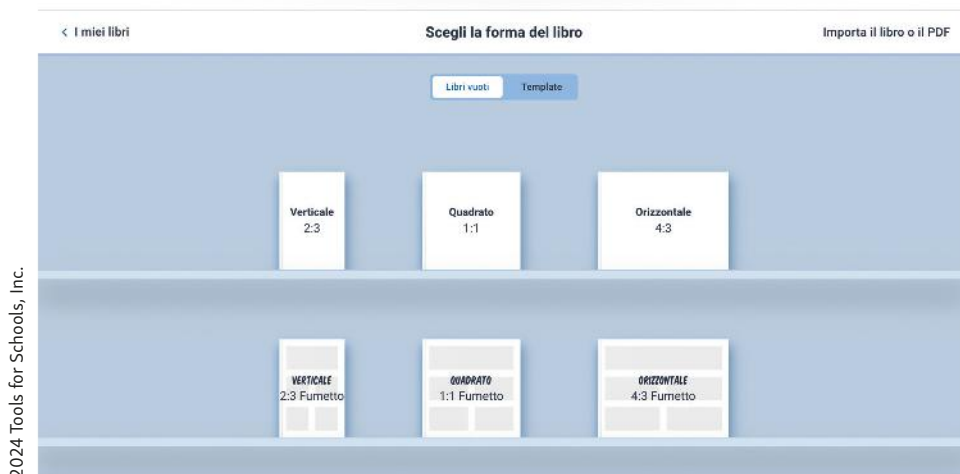 < I miei libri
Scegli la forma del libro
Importa il libro o il PDF
Libri vuoti
Template
Verticale
2:3
Quadrato
1:1
Orizzontale
4:3
VERTICALE
2:3 Fumetto
QUADRATO
1:1 Fumetto
ORIZZONTALE
4:3 Fumetto
2024 Tools for Schools, Inc.